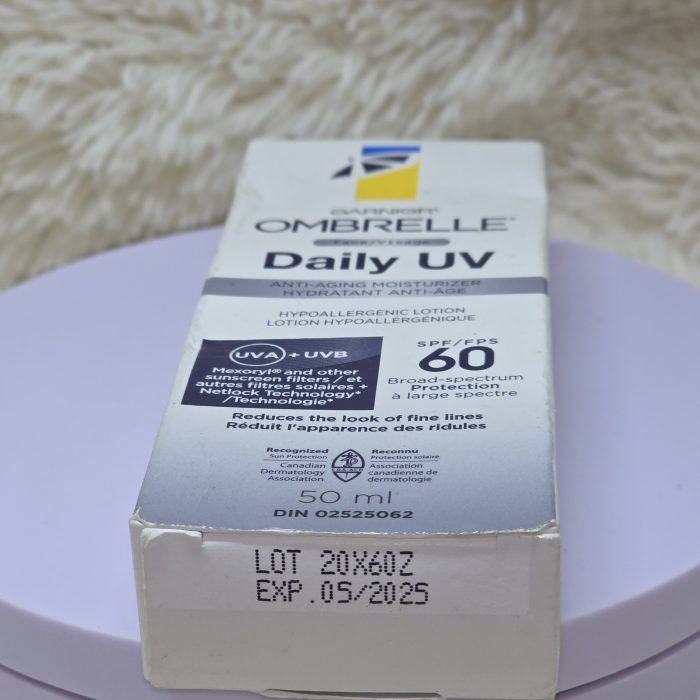 GARNIER
OMBRELLE
Face/Visage
Daily UV
ANTI-AGING MOISTURIZER
HYDRATANT ANTI-ÂGE
HYPOALLERGENIC LOTION
LOTION HYPOALLERGÉNIQUE
UVA + UVB
Mexoryl® and other
sunscreen filters / et
autres filtres solaires +
Netlock Technology*
/Technologie*
SPF/FPS
60
Broad-spectrum
Protection
à large spectre
Reduces the look of fine lines
Réduit l'apparence des ridules
Recognized
Sun Protection
Canadian
Dermatology
Association
Reconnu
Protection solaire
Association
canadienne de
dermatologie
50 ml
DIN 02525062
LOT 20X60Z
EXP.05/2025